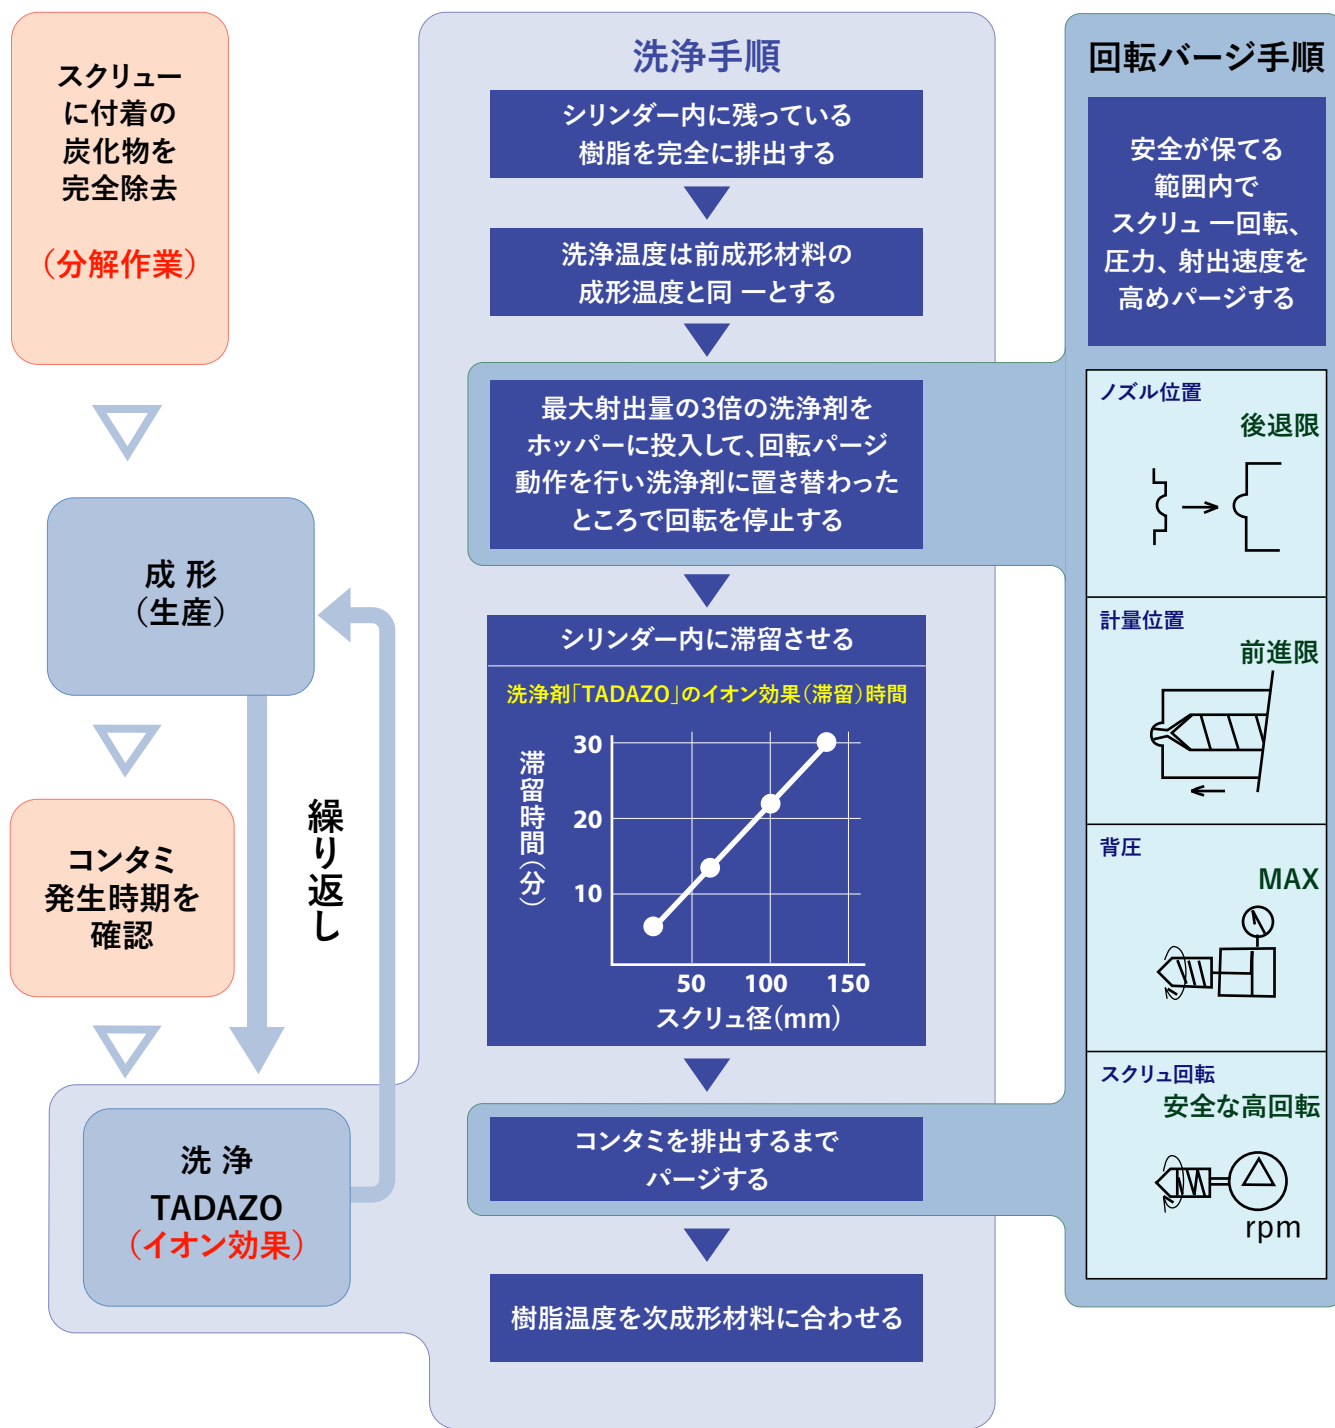 スクリュー
に付着の
炭化物を
完全除去
（分解作業）
成 形
（生産）
コンタミ
発生時期を
確認
繰り返し
洗 浄
TADAZO
（イオン効果）
洗浄手順
シリンダー内に残っている
樹脂を完全に排出する
洗浄温度は前成形材料の
成形温度と同 一とする
最大射出量の3倍の洗浄剤を
ホッパーに投入して、回転パージ
動作を行い洗浄剤に置き替わった
ところで回転を停止する
シリンダー内に滞留させる
洗浄剤「TADAZO」のイオン効果（滞留）時間
滞留時間（分）
30
20
10
50 100 150
スクリュ径(mm)
コンタミを排出するまで
パージする
樹脂温度を次成形材料に合わせる
回転バージ手順
安全が保てる
範囲内で
スクリュ 一回転、
圧力、射出速度を
高めパージする
ノズル位置
後退限
計量位置
前進限
背圧
MAX
スクリュ回転
安全な高回転
rpm